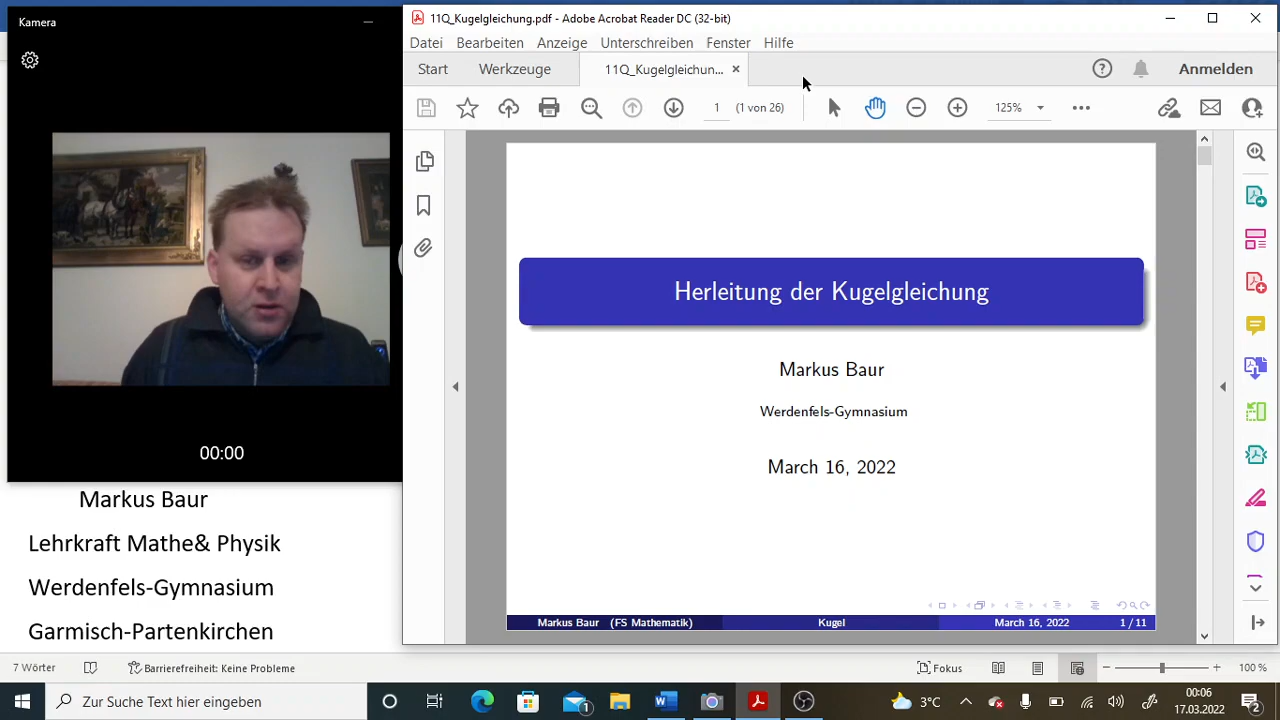 Kamera
11Q_Kugelgleichung.pdf - Adobe Acrobat Reader DC (32-bit)
Datei Bearbeiten Anzeige Unterschreiben Fenster Hilfe
Start Werkzeuge 11Q_Kugelgleichun... Anmelden
1 (1 von 26) 125%
Herleitung der Kugelgleichung
Markus Baur
Werdenfels-Gymnasium
March 16, 2022
Markus Baur (FS Mathematik) Kugel March 16, 2022 1 / 11
00:00
Markus Baur
Lehrkraft Mathe& Physik
Werdenfels-Gymnasium
Garmisch-Partenkirchen
7 Wörter Barrierefreiheit: Keine Probleme Fokus 100 %
Zur Suche Text hier eingeben 1 3°C 00:06
17.03.2022 2